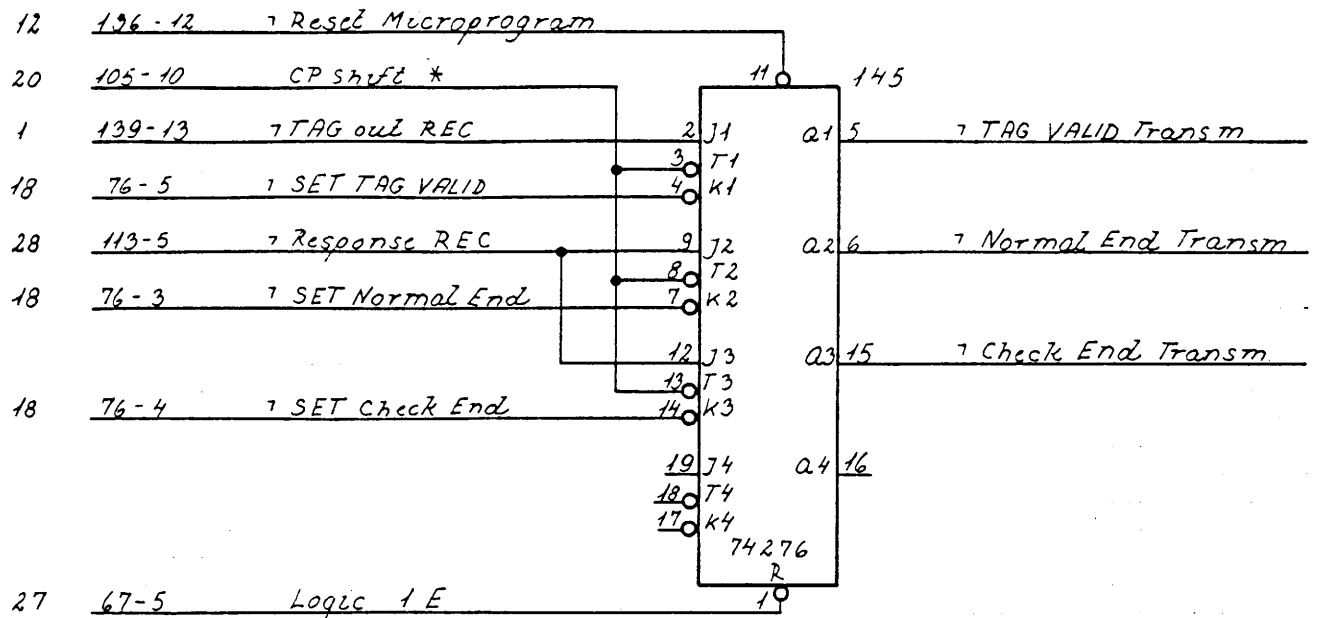 12 136-12 ⌐ Reset Microprogram
20 105-10 CP Shift * 11 145
1 139-13 ⌐ TAG out REC 2 J1 Q1 5 ⌐ TAG VALID Transm
3 T1
18 76-5 ⌐ SET TAG VALID 4 K1
28 113-5 ⌐ Response REC 9 J2 Q2 6 ⌐ Normal End Transm
8 T2
18 76-3 ⌐ SET Normal End 7 K2
12 J3 Q3 15 ⌐ Check End Transm
13 T3
18 76-4 ⌐ SET Check End 14 K3
19 J4 Q4 16
18 T4
17 K4
74276
R
27 67-5 Logic 1 E 1